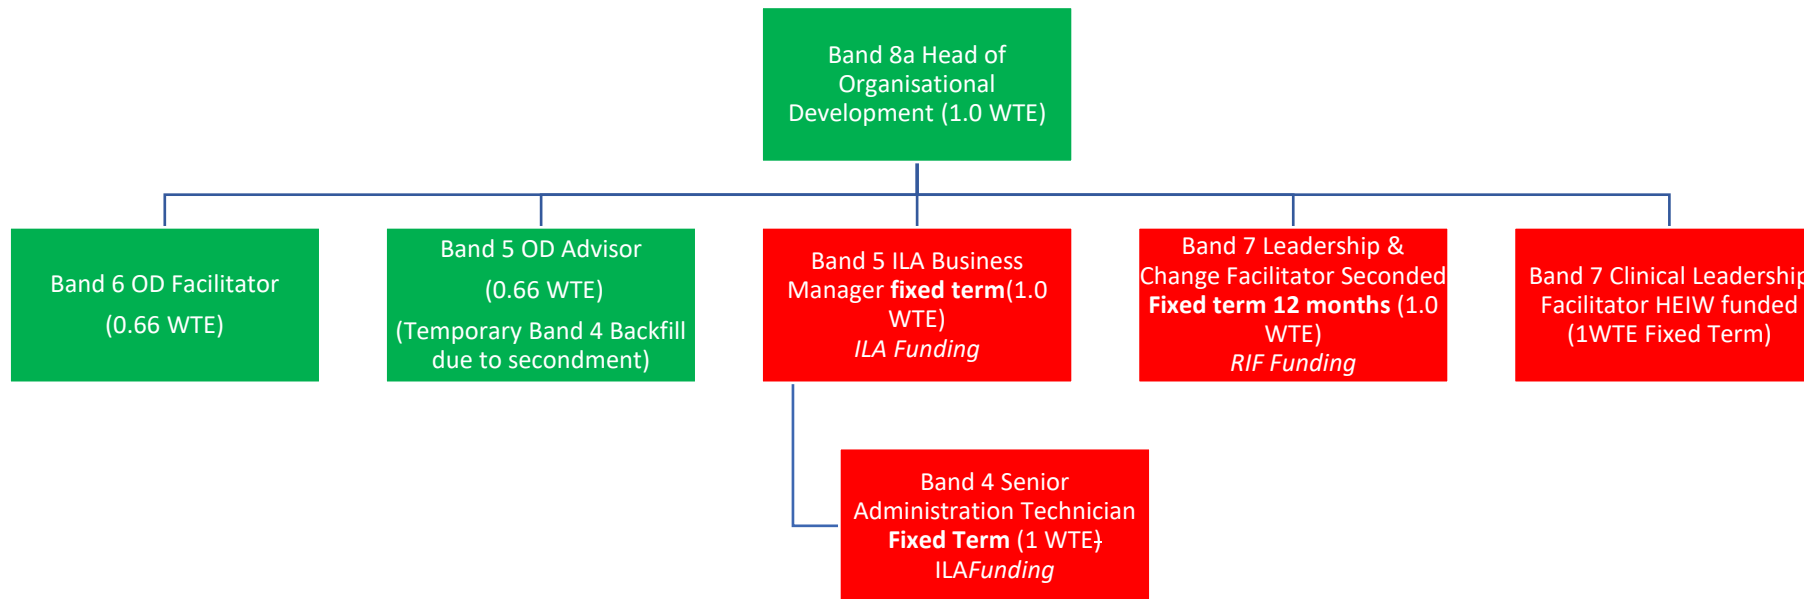 Band 8a Head of
Organisational
Development (1.0 WTE)
Band 6 OD Facilitator
(0.66 WTE)
Band 5 OD Advisor
(0.66 WTE)
(Temporary Band 4 Backfill
due to secondment)
Band 5 ILA Business
Manager fixed term(1.0
WTE)
ILA Funding
Band 7 Leadership &
Change Facilitator Seconded
Fixed term 12 months (1.0
WTE)
RIF Funding
Band 7 Clinical Leadership
Facilitator HEIW funded
(1WTE Fixed Term)
Band 4 Senior
Administration Technician
Fixed Term (1 WTE)
ILAFunding